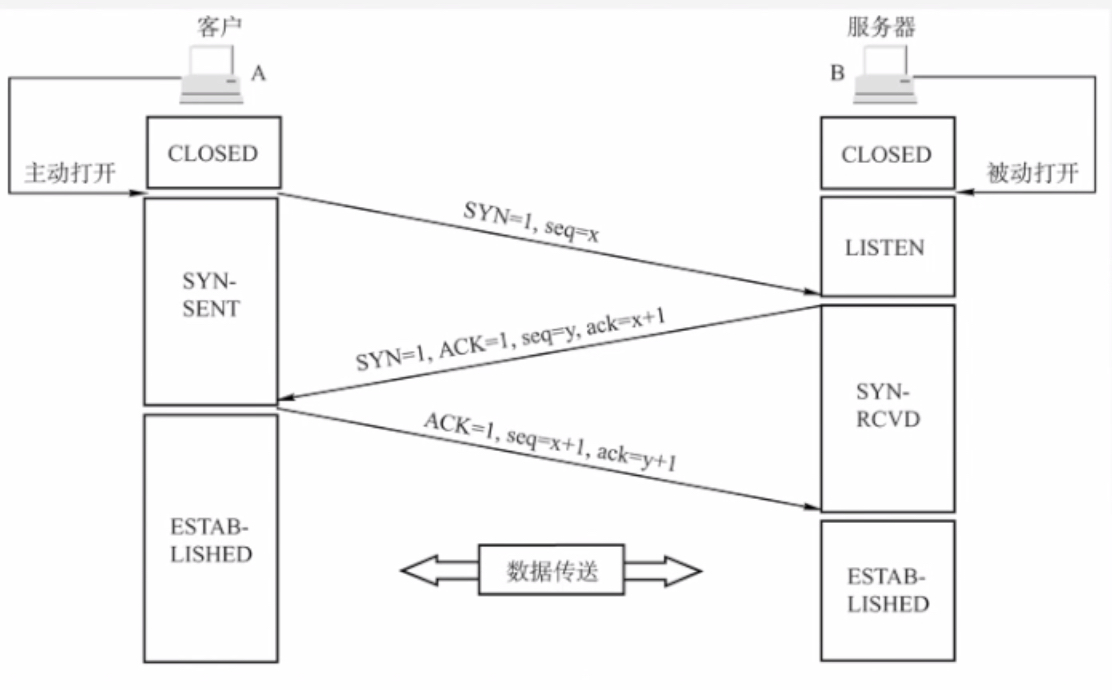 客户
服务器
A
B
CLOSED
CLOSED
主动打开
被动打开
SYN=1, seq=x
LISTEN
SYN-
SENT
SYN=1, ACK=1, seq=y, ack=x+1
SYN-
RCVD
ACK=1, seq=x+1, ack=y+1
ESTAB-
LISHED
数据传送
ESTAB-
LISHED